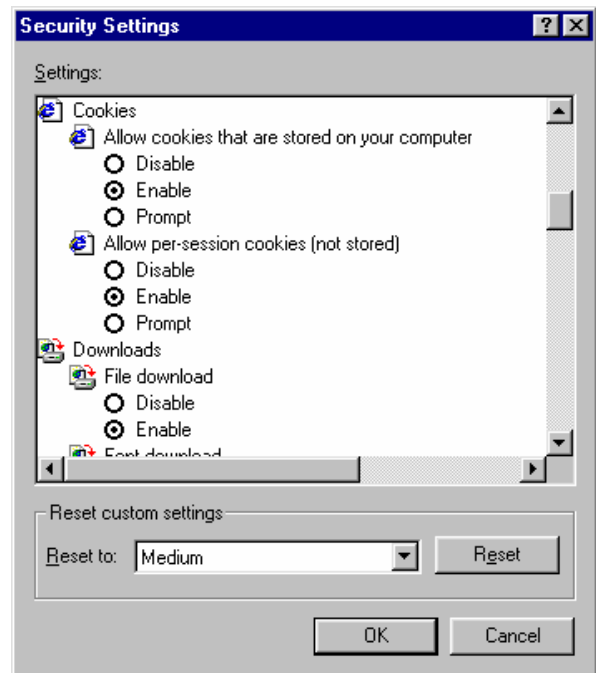 Security Settings
Settings:
Cookies
Allow cookies that are stored on your computer
Disable
Enable
Prompt
Allow per-session cookies (not stored)
Disable
Enable
Prompt
Downloads
File download
Disable
Enable
Font download
Reset custom settings
Reset to: Medium Reset
OK Cancel